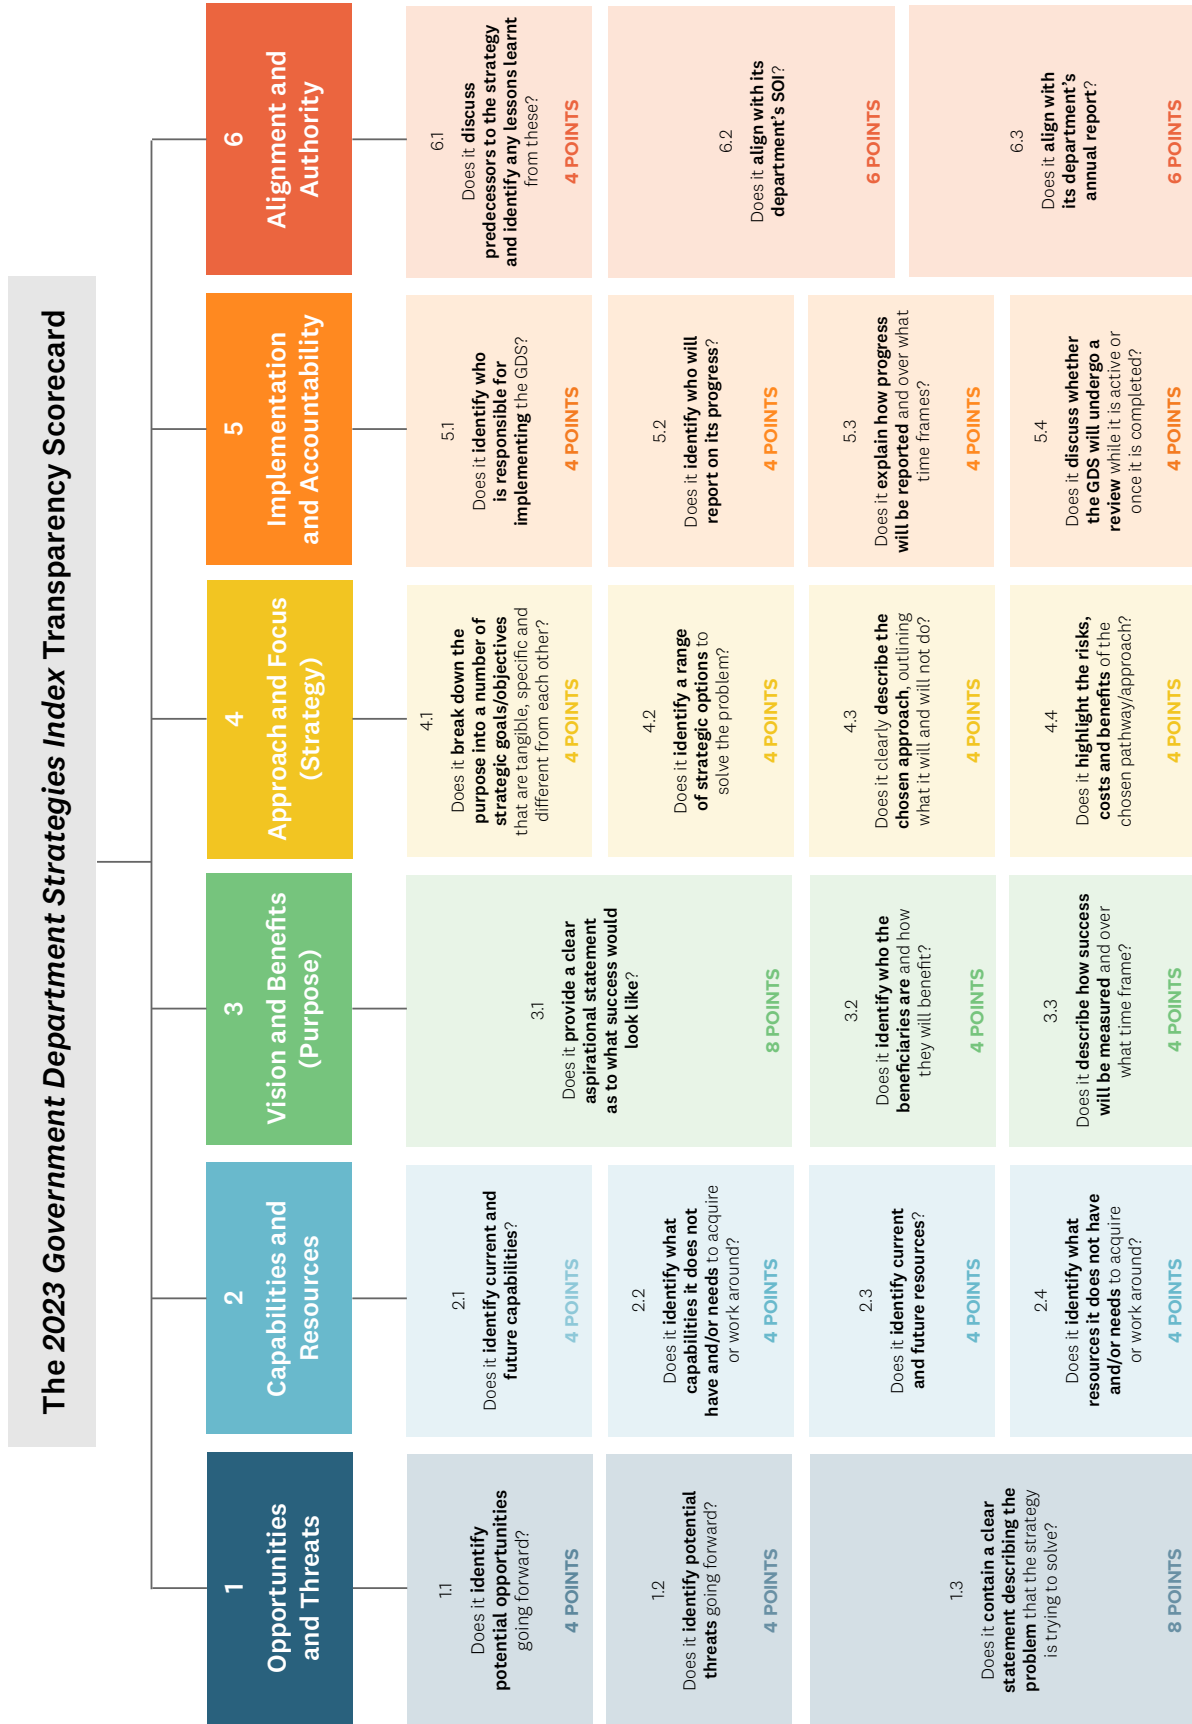 The 2023 Government Department Strategies Index Transparency Scorecard
1
Opportunities
and Threats
1.1
Does it identify
potential opportunities
going forward?
4 POINTS
1.2
Does it identify potential
threats going forward?
4 POINTS
1.3
Does it contain a clear
statement describing the
problem that the strategy
is trying to solve?
8 POINTS
2
Capabilities and
Resources
2.1
Does it identify current and
future capabilities?
4 POINTS
2.2
Does it identify what
capabilities it does not
have and/or needs to acquire
or work around?
4 POINTS
2.3
Does it identify current
and future resources?
4 POINTS
2.4
Does it identify what
resources it does not have
and/or needs to acquire
or work around?
4 POINTS
3
Vision and Benefits
(Purpose)
3.1
Does it provide a clear
aspirational statement
as to what success would
look like?
8 POINTS
3.2
Does it identify who the
beneficiaries are and how
they will benefit?
4 POINTS
3.3
Does it describe how success
will be measured and over
what time frame?
4 POINTS
4
Approach and Focus
(Strategy)
4.1
Does it break down the
purpose into a number of
strategic goals/objectives
that are tangible, specific and
different from each other?
4 POINTS
4.2
Does it identify a range
of strategic options to
solve the problem?
4 POINTS
4.3
Does it clearly describe the
chosen approach, outlining
what it will and will not do?
4 POINTS
4.4
Does it highlight the risks,
costs and benefits of the
chosen pathway/approach?
4 POINTS
5
Implementation
and Accountability
5.1
Does it identify who
is responsible for
implementing the GDS?
4 POINTS
5.2
Does it identify who will
report on its progress?
4 POINTS
5.3
Does it explain how progress
will be reported and over what
time frames?
4 POINTS
5.4
Does it discuss whether
the GDS will undergo a
review while it is active or
once it is completed?
4 POINTS
6
Alignment and
Authority
6.1
Does it discuss
predecessors to the strategy
and identify any lessons learnt
from these?
4 POINTS
6.2
Does it align with its
department's SOI?
6 POINTS
6.3
Does it align with
its department's
annual report?
6 POINTS